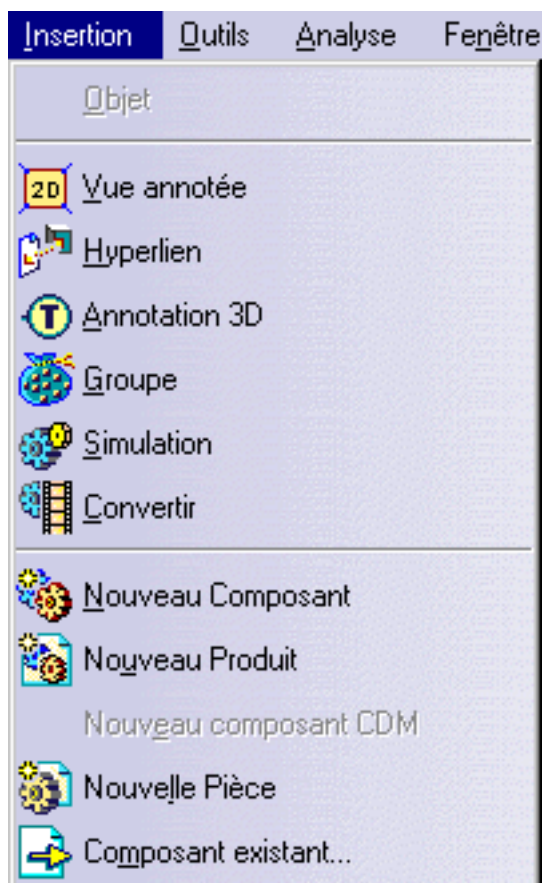 Insertion Outils Analyse Fenêtre
Objet
2D Vue annotée
Hyperlien
T Annotation 3D
Groupe
Simulation
Convertir
Nouveau Composant
Nouveau Produit
Nouveau composant CDM
Nouvelle Pièce
Composant existant...